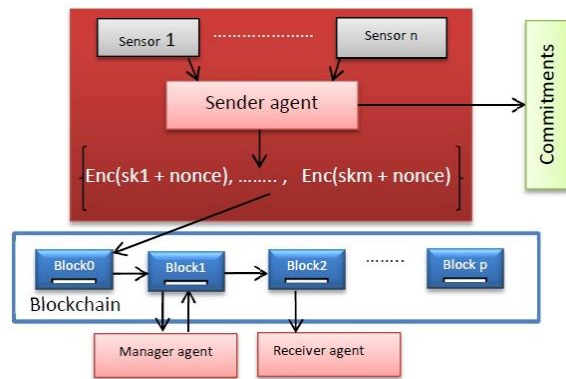 Sensor 1 ........................ Sensor n
Sender agent
Commitments
Enc(sk1 + nonce), ........ , Enc(skm + nonce)
Block0 Block1 Block2 ........ Block p
Blockchain
Manager agent Receiver agent